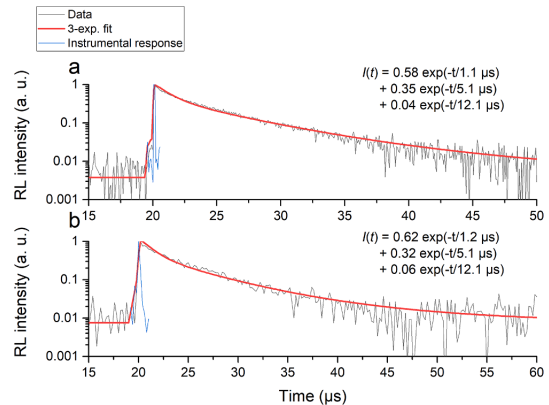 Data
3-exp. fit
Instrumental response
a
I(t) = 0.58 exp(-t/1.1 μs)
+ 0.35 exp(-t/5.1 μs)
+ 0.04 exp(-t/12.1 μs)
RL intensity (a. u.)
1
0.1
0.01
0.001
15 20 25 30 35 40 45 50
b
I(t) = 0.62 exp(-t/1.2 μs)
+ 0.32 exp(-t/5.1 μs)
+ 0.06 exp(-t/12.1 μs)
RL intensity (a. u.)
1
0.1
0.01
0.001
15 20 25 30 35 40 45 50 55 60
Time (μs)